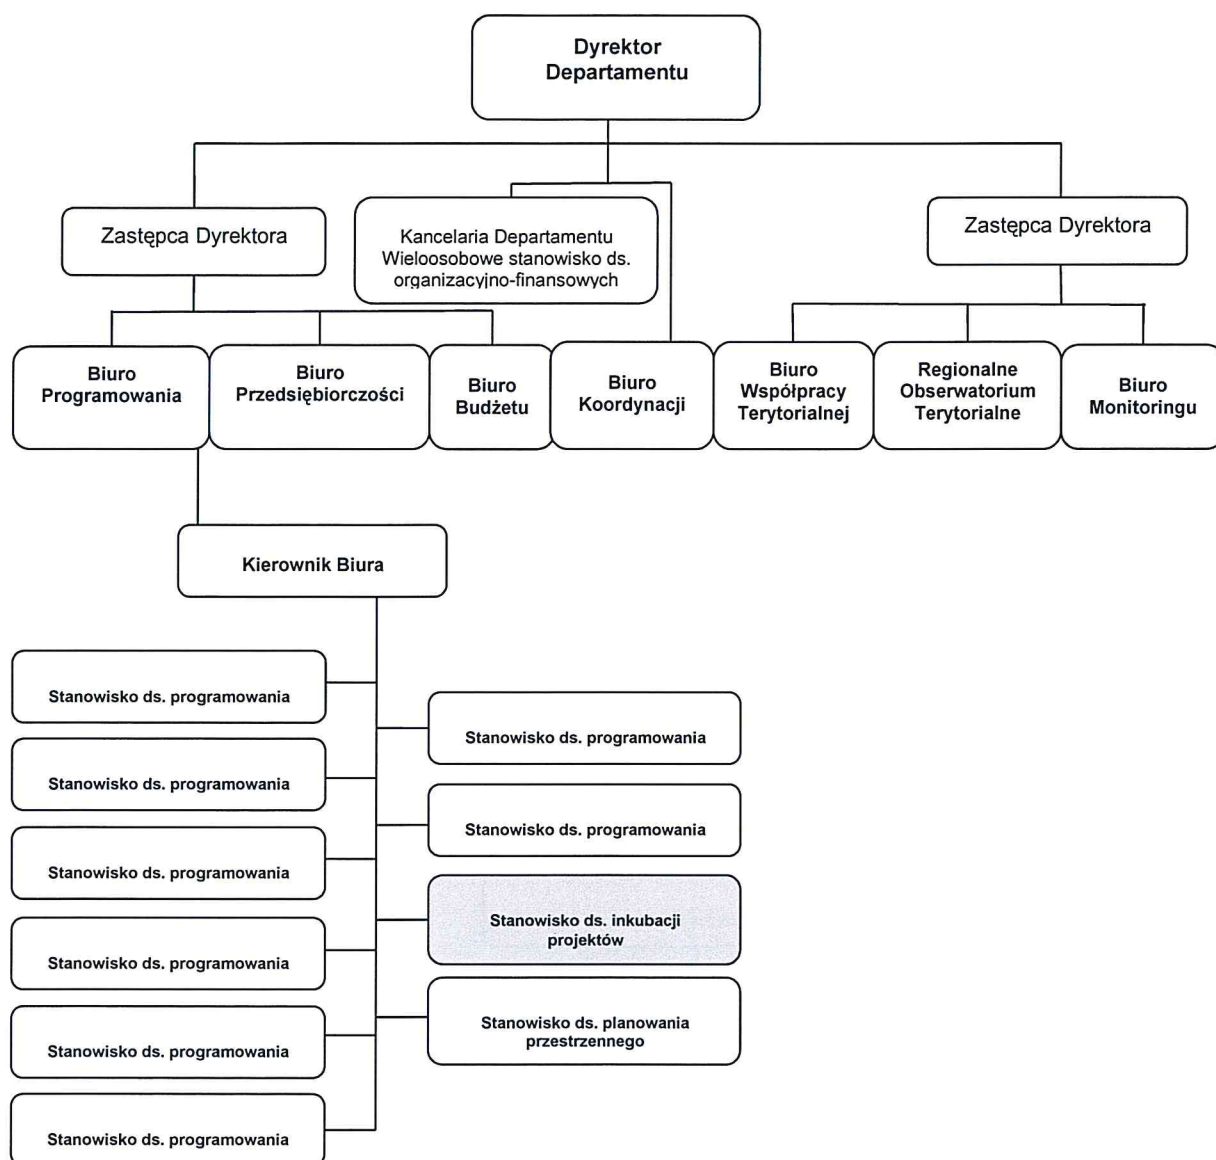 Dyrektor
Departamentu
Zastępca Dyrektora
Kancelaria Departamentu
Wieloosobowe stanowisko ds.
organizacyjno-finansowych
Zastępca Dyrektora
Biuro
Programowania
Biuro
Przedsiębiorczości
Biuro
Budżetu
Biuro
Koordynacji
Biuro
Współpracy
Terytorialnej
Regionalne
Obserwatorium
Terytorialne
Biuro
Monitoringu
Kierownik Biura
Stanowisko ds. programowania
Stanowisko ds. programowania
Stanowisko ds. programowania
Stanowisko ds. programowania
Stanowisko ds. programowania
Stanowisko ds. programowania
Stanowisko ds. programowania
Stanowisko ds. programowania
Stanowisko ds. inkubacji
projektów
Stanowisko ds. planowania
przestrzennego